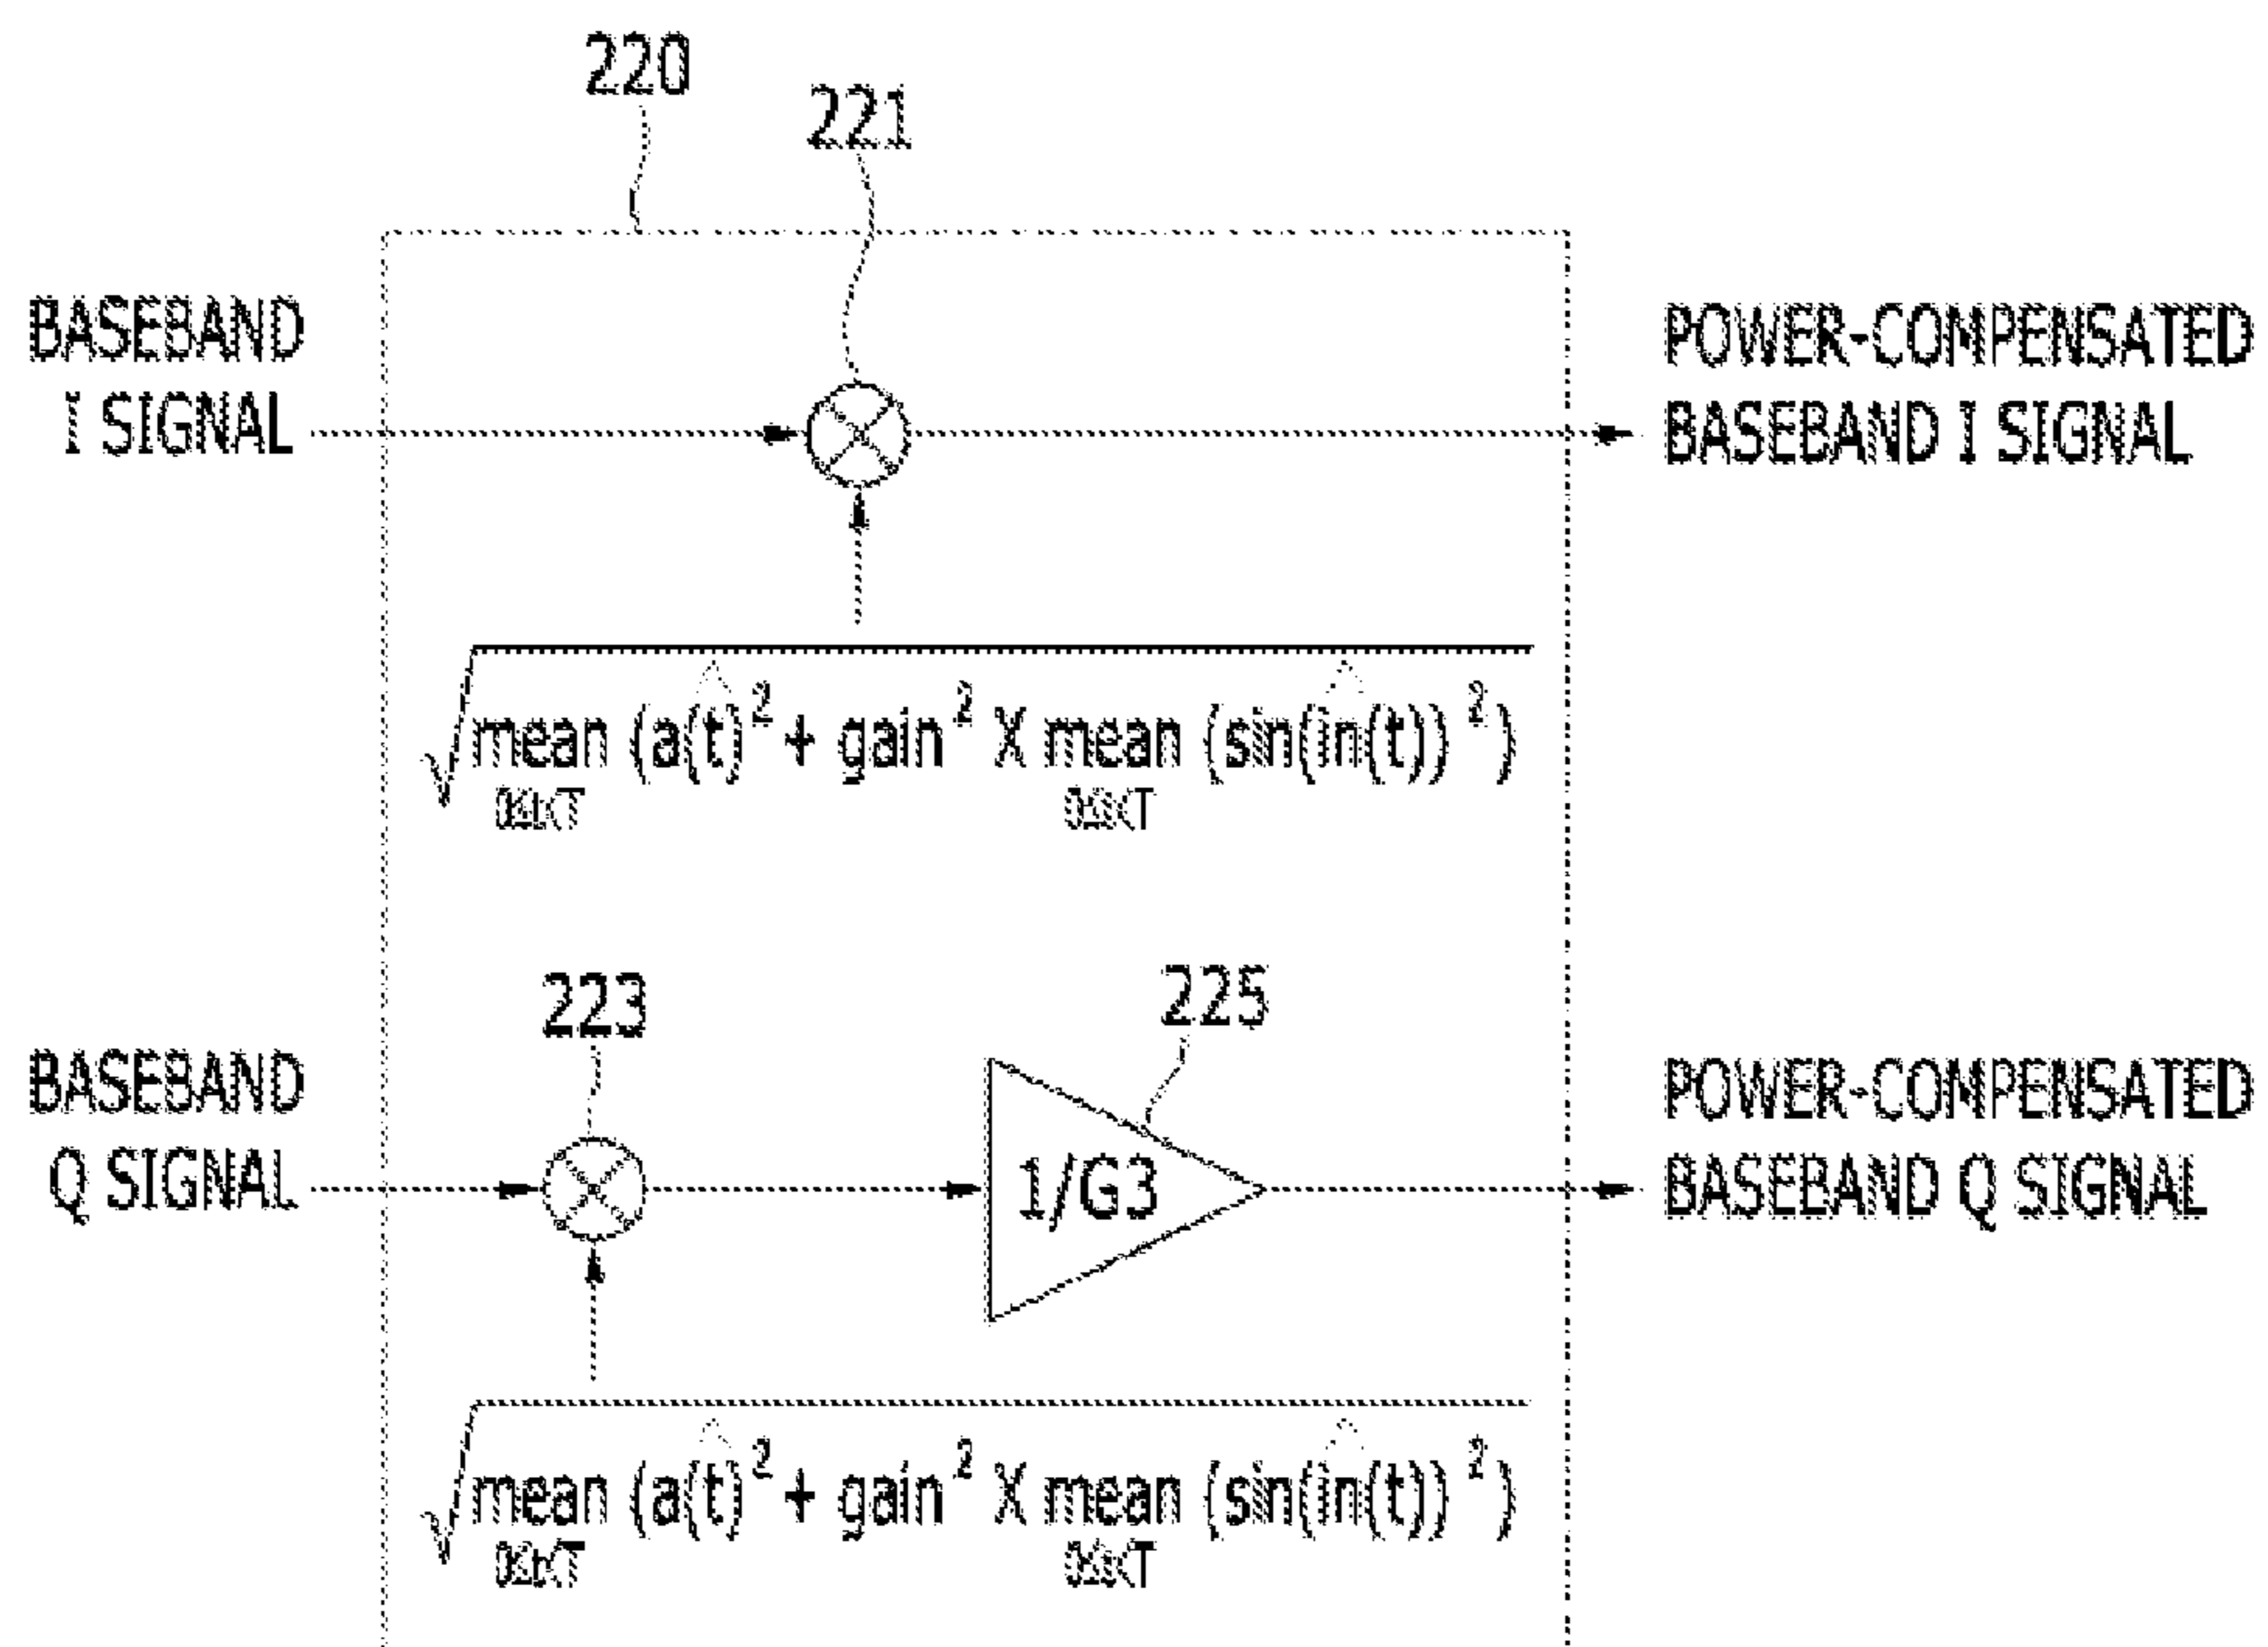 220
221
BASEBAND
I SIGNAL
POWER-COMPENSATED
BASEBAND I SIGNAL
√mean (a(t)² + gain² X mean (sin(in(t))²)
223
225
BASEBAND
Q SIGNAL
1/G3
POWER-COMPENSATED
BASEBAND Q SIGNAL
√mean (a(t)² + gain² X mean (sin(in(t))²)